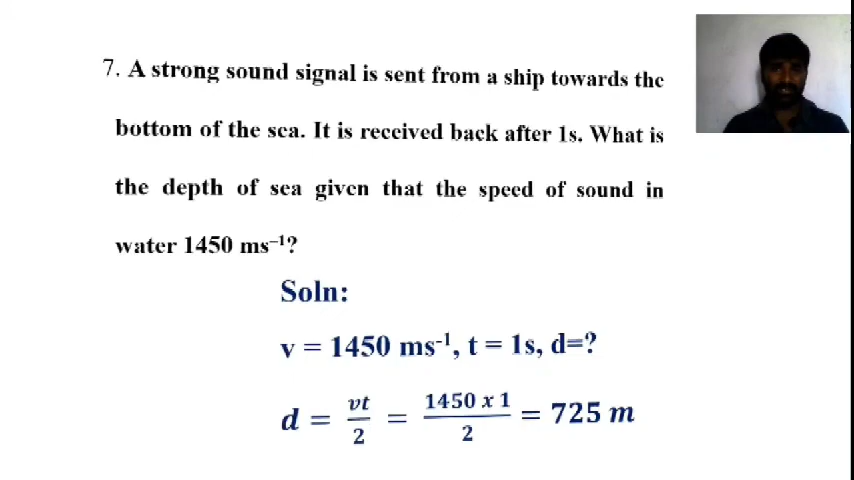 7. A strong sound signal is sent from a ship towards the
bottom of the sea. It is received back after 1s. What is
the depth of sea given that the speed of sound in
water 1450 ms⁻¹?
Soln:
v = 1450 ms⁻¹, t = 1s, d=?
d = vt/2 = 1450 x 1/2 = 725 m